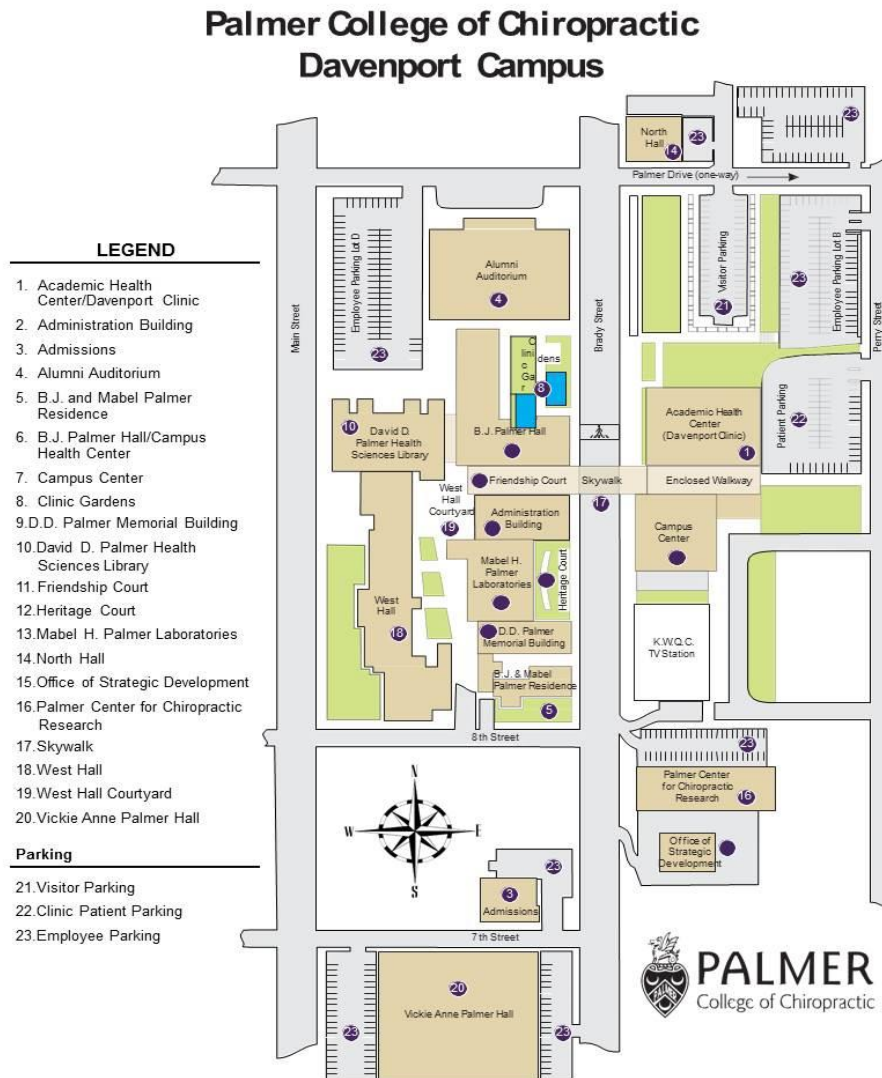 Palmer College of Chiropractic
Davenport Campus
LEGEND
1. Academic Health
Center/Davenport Clinic
2. Administration Building
3. Admissions
4. Alumni Auditorium
5. B.J. and Mabel Palmer
Residence
6. B.J. Palmer Hall/Campus
Health Center
7. Campus Center
8. Clinic Gardens
9.D.D. Palmer Memorial Building
10.David D. Palmer Health
Sciences Library
11. Friendship Court
12.Heritage Court
13.Mabel H. Palmer Laboratories
14.North Hall
15.Office of Strategic Development
16.Palmer Center for Chiropractic
Research
17.Skywalk
18.West Hall
19.West Hall Courtyard
20.Vickie Anne Palmer Hall
Parking
21.Visitor Parking
22.Clinic Patient Parking
23.Employee Parking
North
Hall
14
23
23
Palmer Drive (one-way)
Main Street
Employee Parking Lot D
23
Alumni
Auditorium
4
Brady Street
Visitor Parking
21
23
Employee Parking Lot B
Perry Street
C
linic Gar
dens
8
10
David D.
Palmer Health
Sciences Library
B.J. Palmer Hall
Academic Health
Center
(Davenport Clinic)
1
Patient Parking
22
Friendship Court
Skywalk
17
Enclosed Walkway
West
Hall
Courtyard
19
Administration
Building
Campus
Center
Mabel H.
Palmer
Laboratories
Heritage Court
West
Hall
18
D.D. Palmer
Memorial Building
K.W.Q.C.
TV Station
B.J. & Mabel
Palmer Residence
5
8th Street
23
Palmer Center
for Chiropractic
Research
16
Office of
Strategic
Development
N
W
E
S
23
3
Admissions
7th Street
20
Vickie Anne Palmer Hall
23
23
PALMER
PALMER
College of Chiropractic